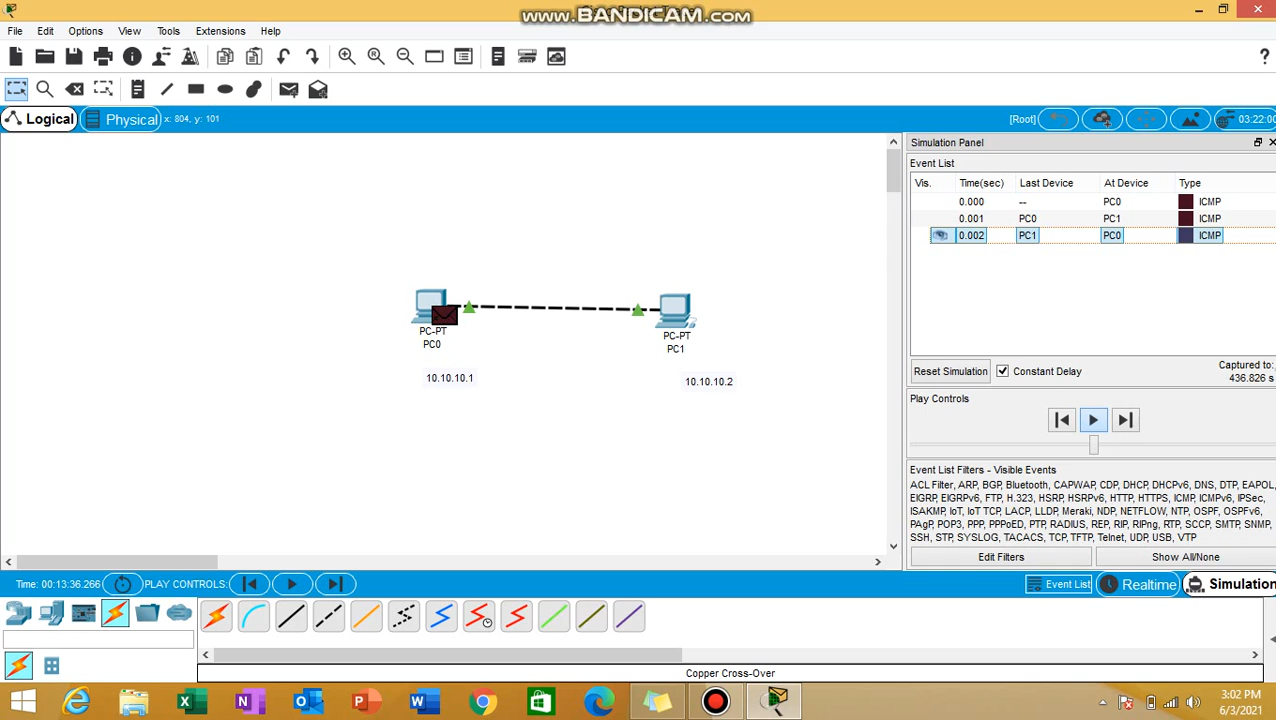 www.BANDICAM.com
File Edit Options View Tools Extensions Help
?
Logical Physical x: 804, y: 101 [Root] 03:22:00
Simulation Panel
Event List
Vis. Time(sec) Last Device At Device Type
0.000 -- PC0 ICMP
0.001 PC0 PC1 ICMP
0.002 PC1 PC0 ICMP
PC-PT
PC0
10.10.10.1
PC-PT
PC1
10.10.10.2
Reset Simulation Constant Delay Captured to:
436.826 s
Play Controls
Event List Filters - Visible Events
ACL Filter, ARP, BGP, Bluetooth, CAPWAP, CDP, DHCP, DHCPv6, DNS, DTP, EAPOL,
EIGRP, EIGRPv6, FTP, H.323, HSRP, HSRPv6, HTTP, HTTPS, ICMP, ICMPv6, IPSec,
ISAKMP, IoT, IoT TCP, LACP, LLDP, Meraki, NDP, NETFLOW, NTP, OSPF, OSPFv6,
PAgP, POP3, PPP, PPPoED, PTP, RADIUS, REP, RIP, RIPng, RTP, SCCP, SMTP, SNMP,
SSH, STP, SYSLOG, TACACS, TCP, TFTP, Telnet, UDP, USB, VTP
Edit Filters Show All/None
Time: 00:13:36.266 PLAY CONTROLS: Event List Realtime Simulation
Copper Cross-Over
3:02 PM
6/3/2021